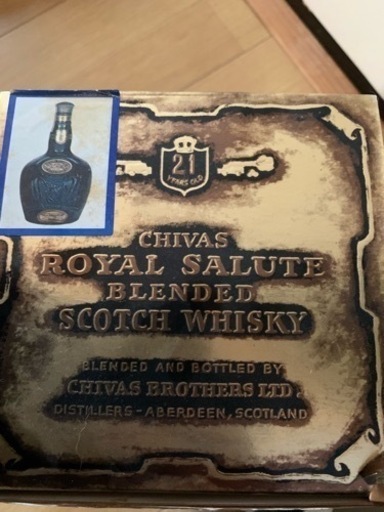 21
YEARS OLD
CHIVAS
ROYAL SALUTE
BLENDED
SCOTCH WHISKY
BLENDED AND BOTTLED BY
CHIVAS BROTHERS LTD.
DISTILLERS-ABERDEEN, SCOTLAND